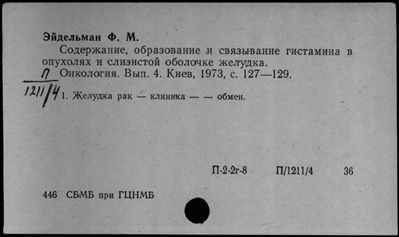 Эйдельман Ф. М.
Содержание, образование и связывание гистамина в
опухолях и слизистой оболочке желудка.
П Онкология. Вып. 4. Киев, 1973, с. 127—129.
1211/4 1. Желудка рак — клиника — — обмен.
П-2-2г-8 П/1211/4 36
446 СБМБ при ГЦНМБ